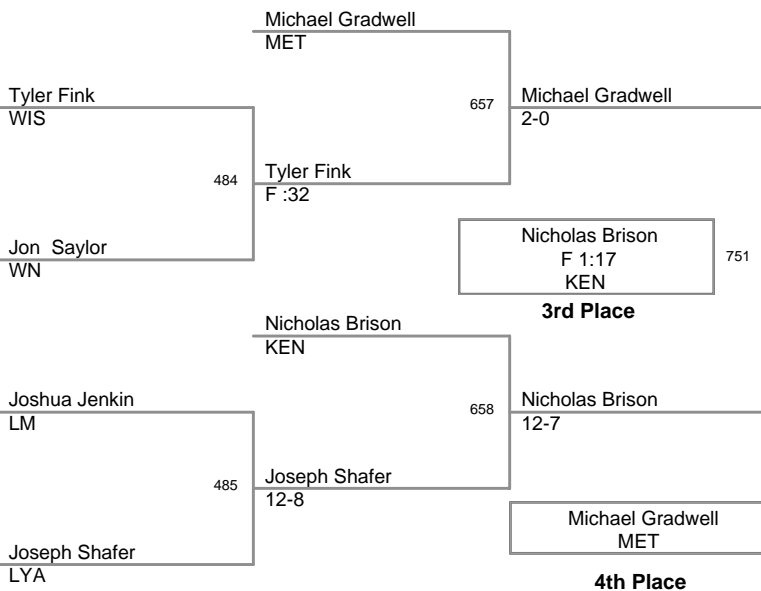 Michael Gradwell
MET
Tyler Fink
WIS
657
Michael Gradwell
2-0
484
Tyler Fink
F :32
Jon Saylor
WN
Nicholas Brison
F 1:17
KEN
751
3rd Place
Nicholas Brison
KEN
Joshua Jenkin
LM
658
Nicholas Brison
12-7
485
Joseph Shafer
12-8
Michael Gradwell
MET
Joseph Shafer
LYA
4th Place